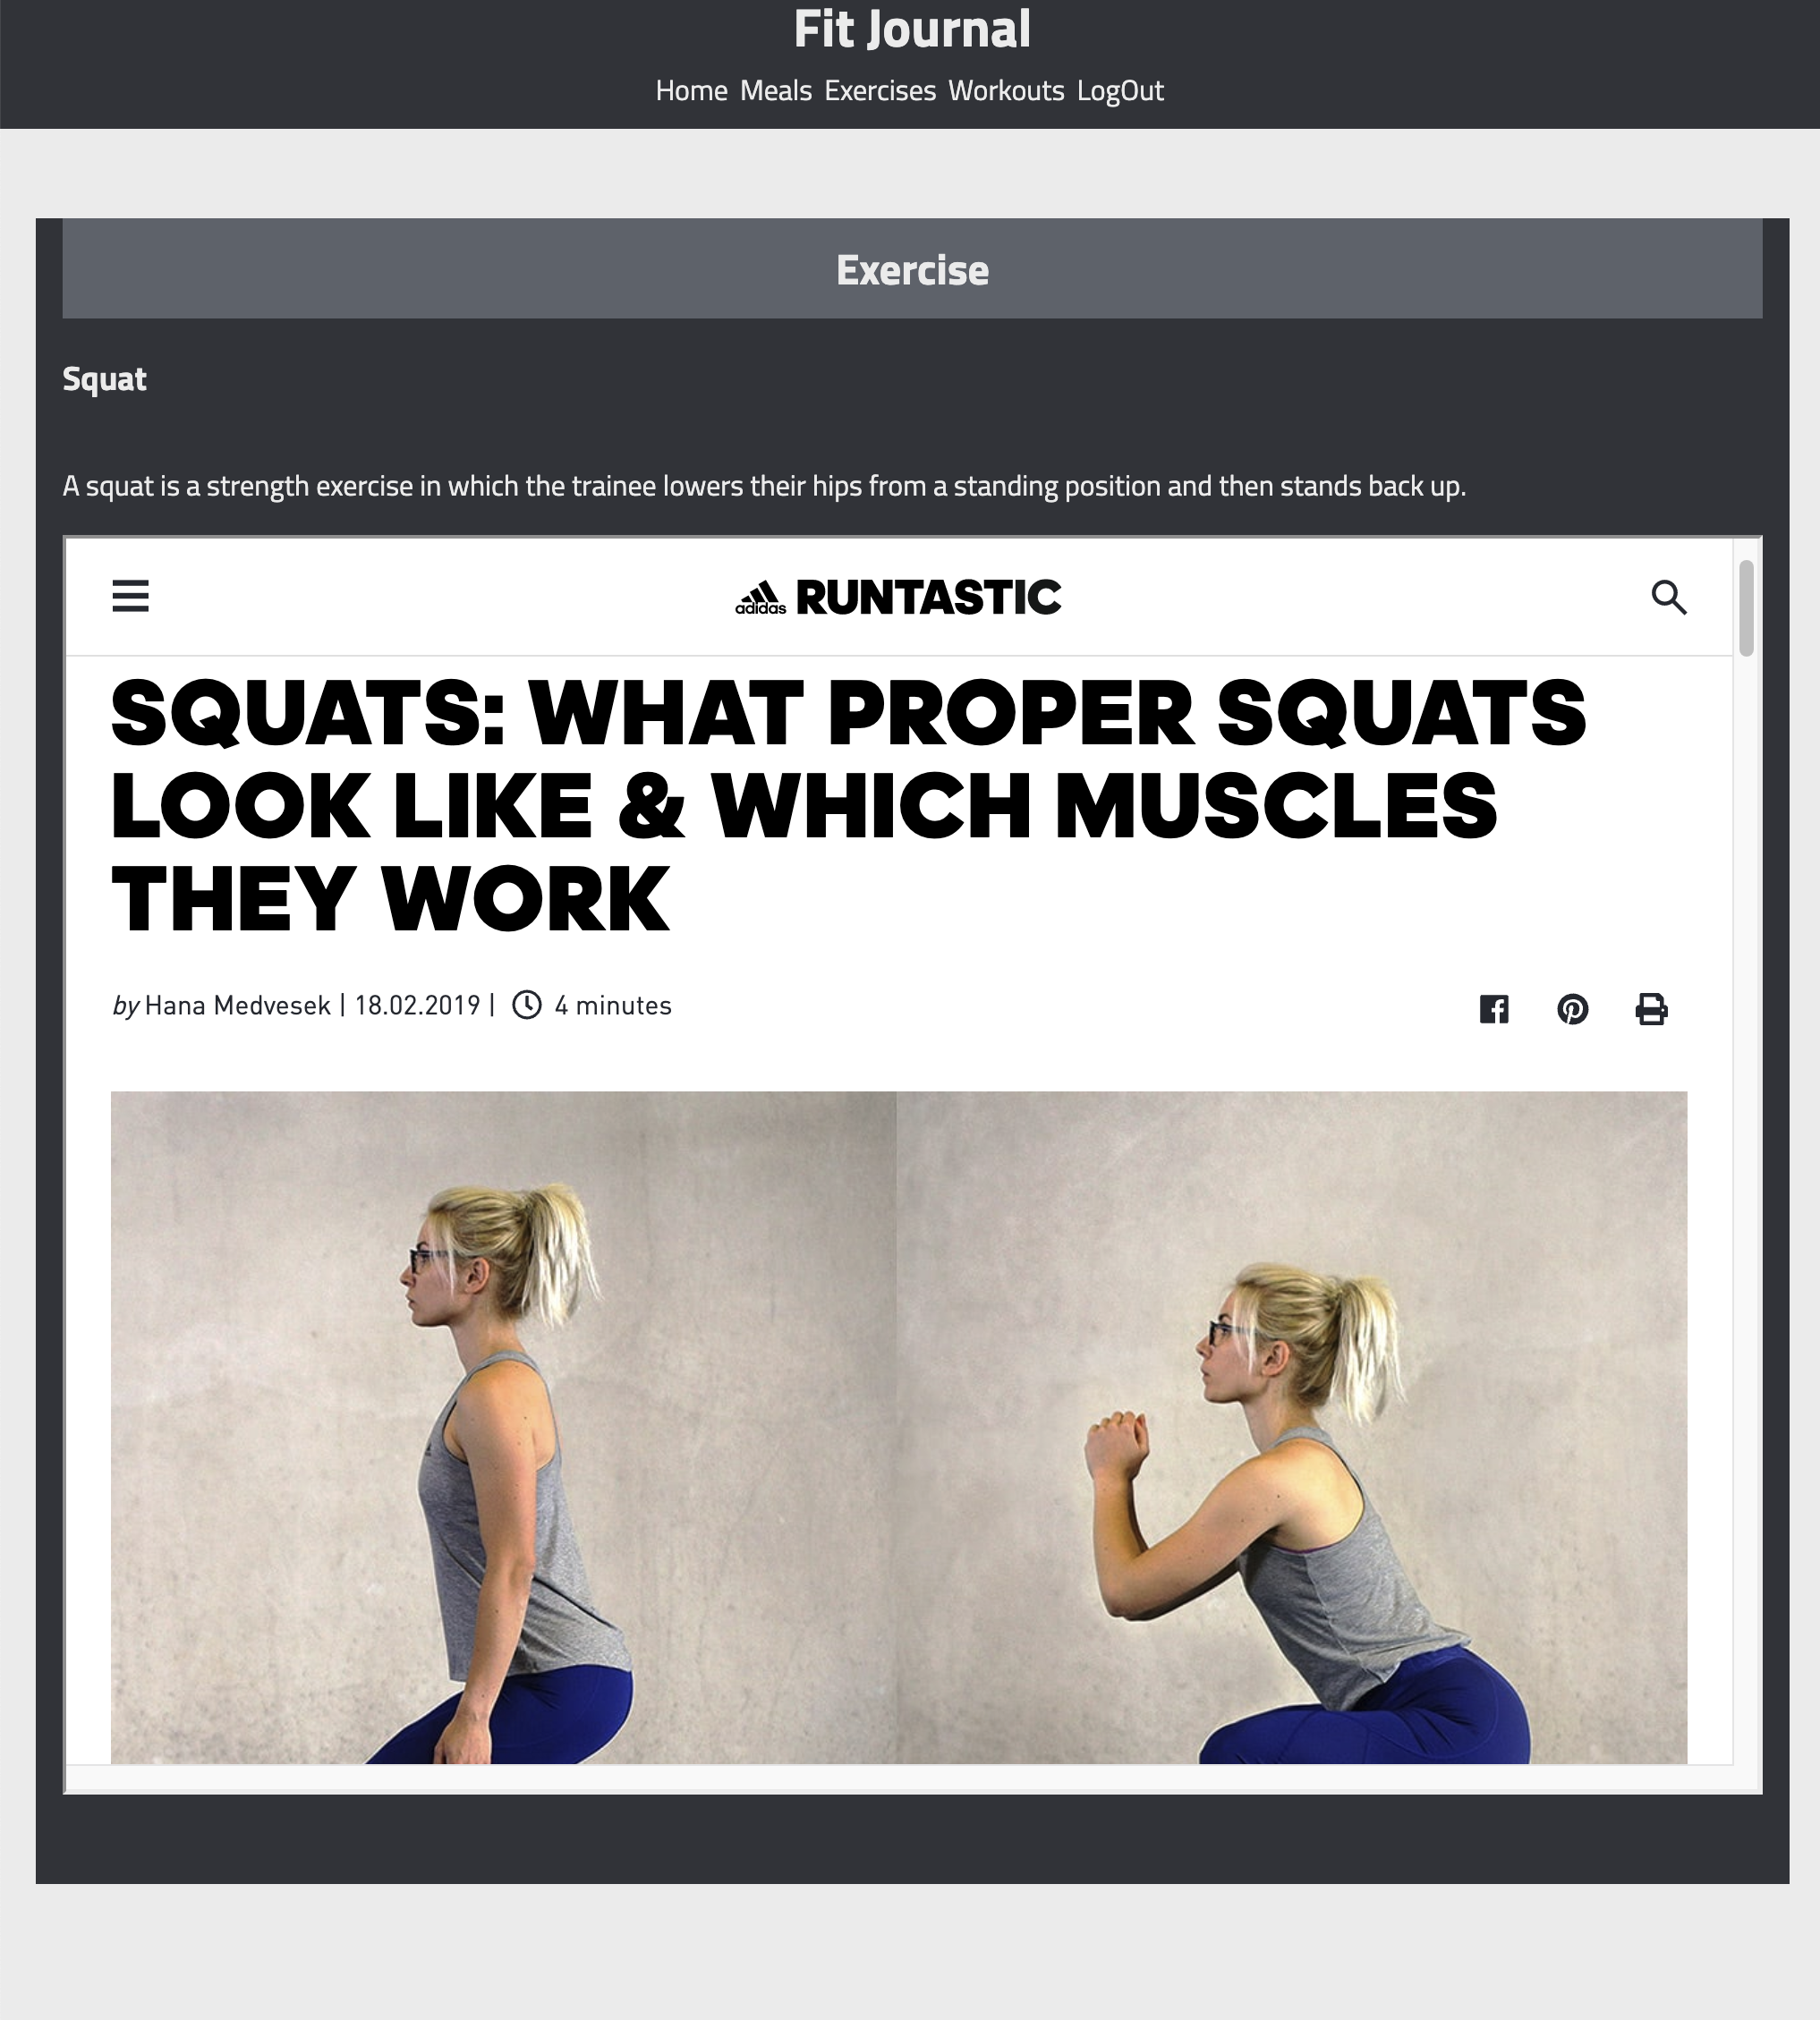 Fit Journal
Home Meals Exercises Workouts LogOut
Exercise
Squat
A squat is a strength exercise in which the trainee lowers their hips from a standing position and then stands back up.
adidas RUNTASTIC
SQUATS: WHAT PROPER SQUATS
LOOK LIKE & WHICH MUSCLES
THEY WORK
by Hana Medvesek | 18.02.2019 | 4 minutes